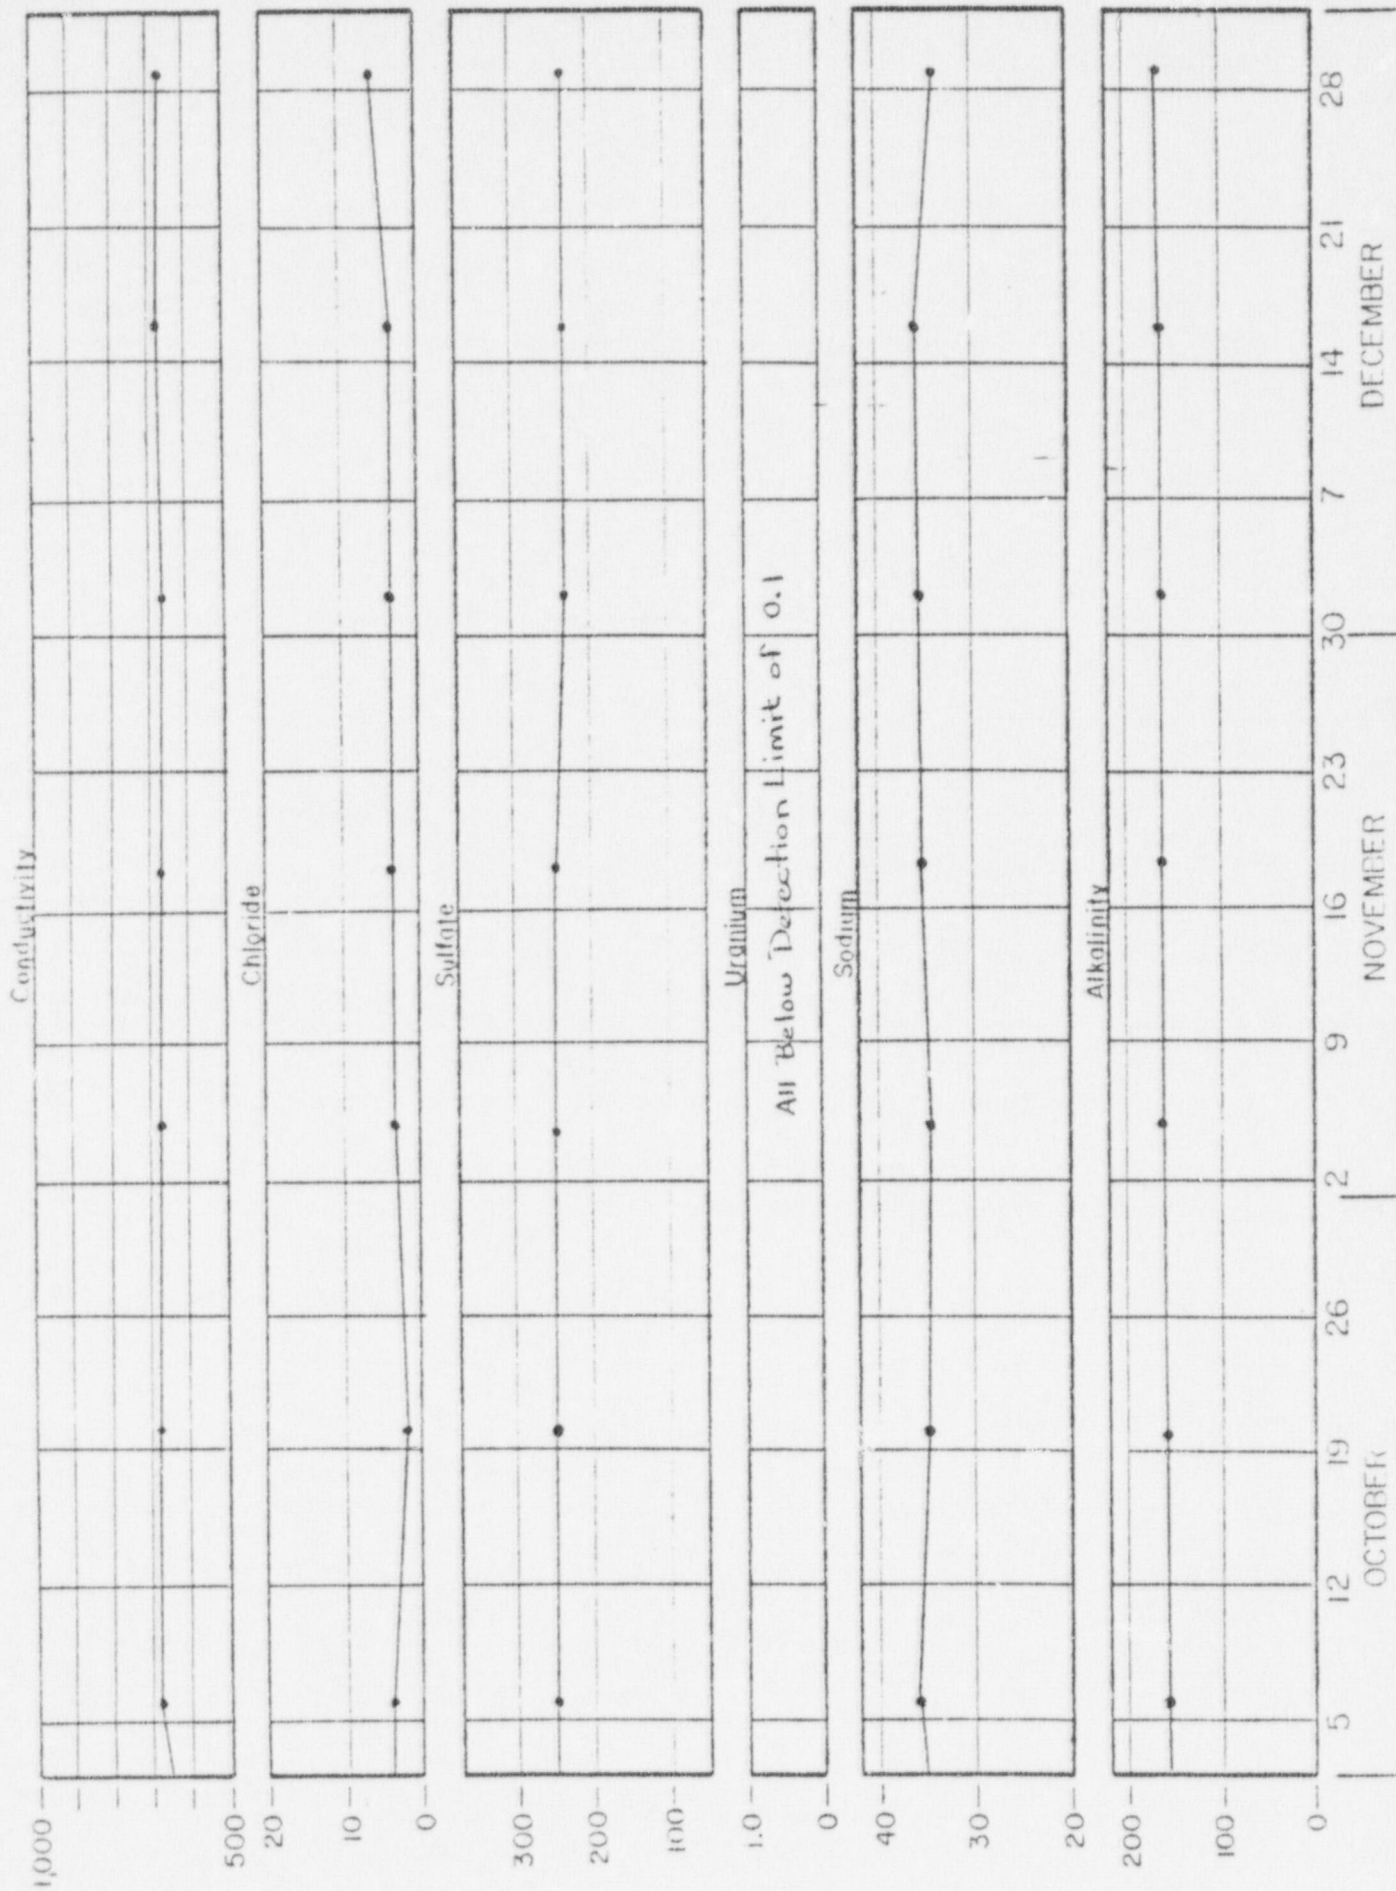 Conductivity
1,000
500
Chloride
20
10
0
Sulfate
300
200
100
Uranium
1.0
0
All Below Detection Limit of 0.1
Sodium
40
30
20
Alkalinity
200
100
0
5 12 19 26 2 9 16 23 30 7 14 21 28
OCTOBER NOVEMBER DECEMBER